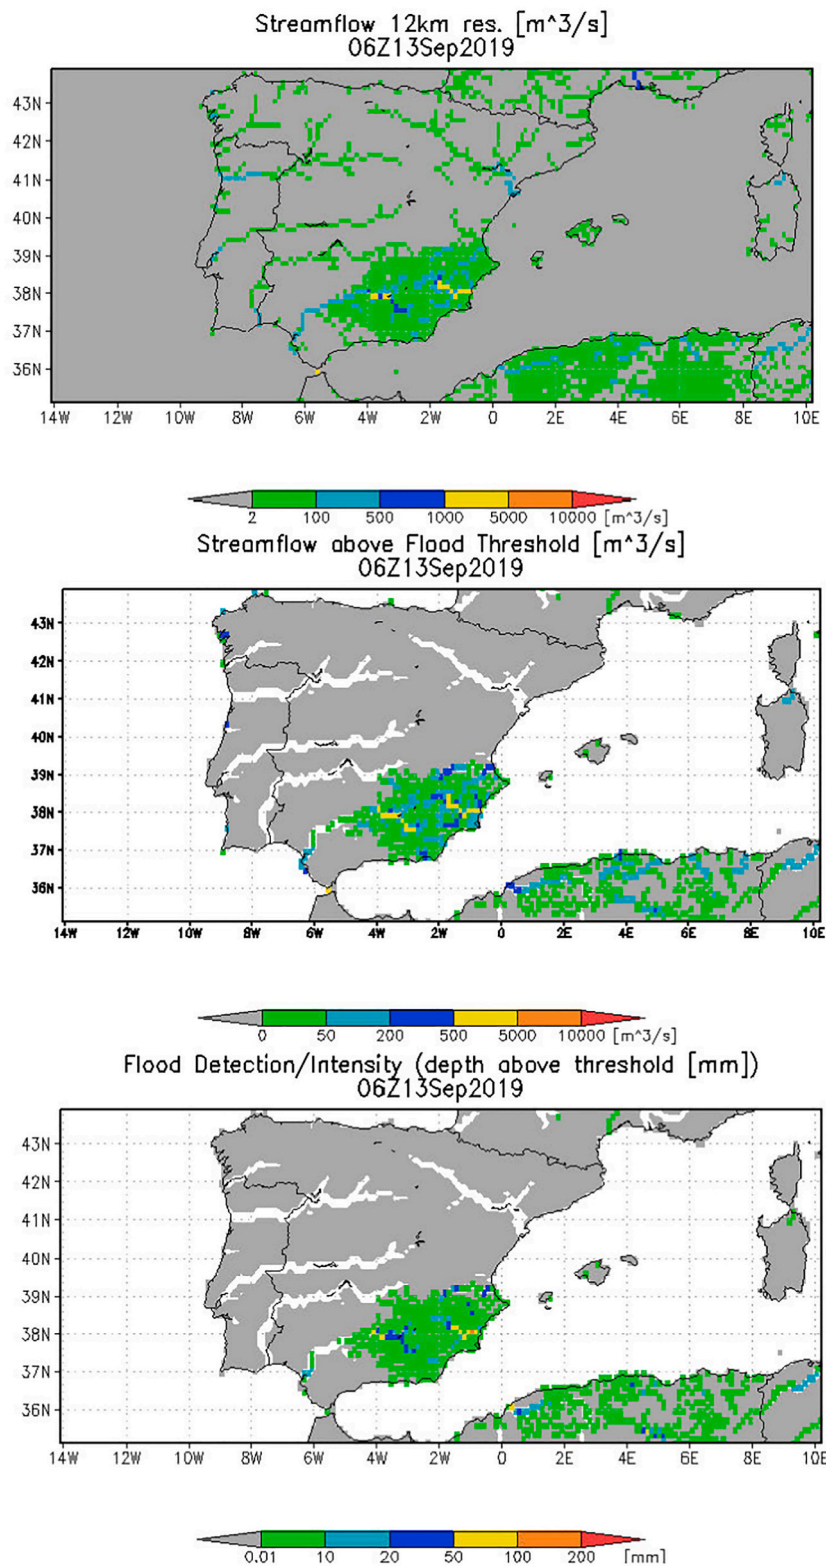 Streamflow 12km res. [m^3/s]
06Z13Sep2019
43N
42N
41N
40N
39N
38N
37N
36N
14W 12W 10W 8W 6W 4W 2W 0 2E 4E 6E 8E 10E
2 100 500 1000 5000 10000 [m^3/s]
Streamflow above Flood Threshold [m^3/s]
06Z13Sep2019
43N
42N
41N
40N
39N
38N
37N
36N
14W 12W 10W 8W 6W 4W 2W 0 2E 4E 6E 8E 10E
0 50 200 500 5000 10000 [m^3/s]
Flood Detection/Intensity (depth above threshold [mm])
06Z13Sep2019
43N
42N
41N
40N
39N
38N
37N
36N
14W 12W 10W 8W 6W 4W 2W 0 2E 4E 6E 8E 10E
0.01 10 20 50 100 200 [mm]